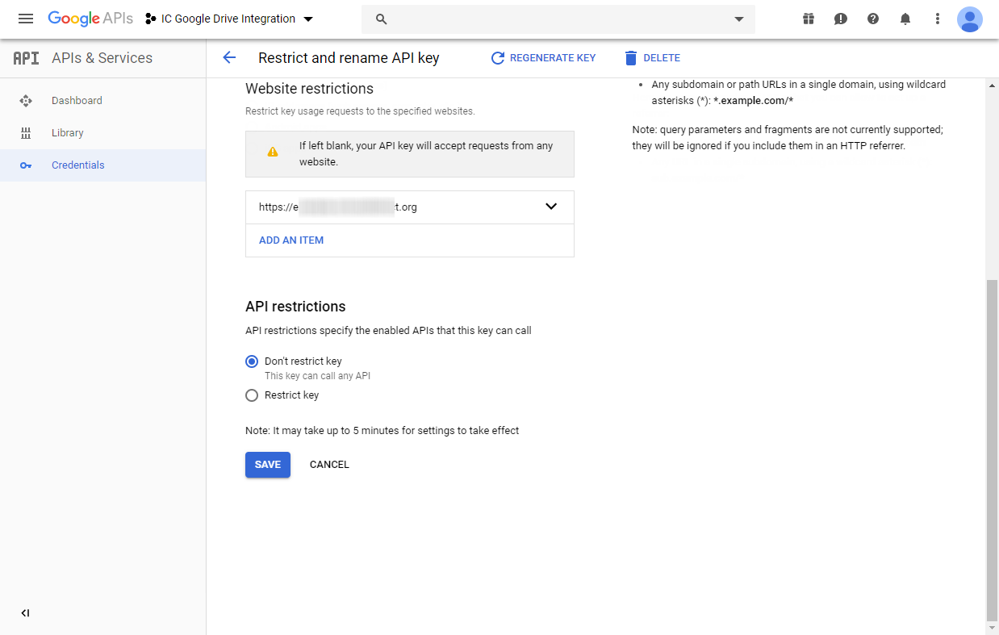 Google APIs
IC Google Drive Integration
API APIs & Services
Restrict and rename API key
REGENERATE KEY
DELETE
Dashboard
Library
Credentials
Website restrictions
Restrict key usage requests to the specified websites.
If left blank, your API key will accept requests from any
website.
https://e t.org
ADD AN ITEM
API restrictions
API restrictions specify the enabled APIs that this key can call
Don't restrict key
This key can call any API
Restrict key
Note: It may take up to 5 minutes for settings to take effect
SAVE
CANCEL
• Any subdomain or path URLs in a single domain, using wildcard
asterisks (*): *.example.com/*
Note: query parameters and fragments are not currently supported;
they will be ignored if you include them in an HTTP referrer.